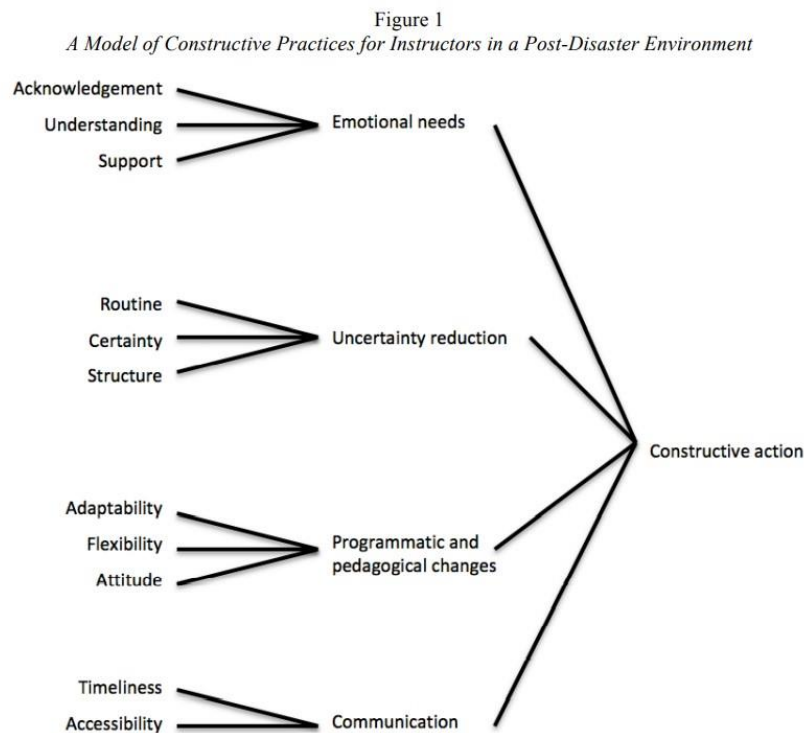 Figure 1
A Model of Constructive Practices for Instructors in a Post-Disaster Environment
Acknowledgement
Understanding
Support
Emotional needs
Routine
Certainty
Structure
Uncertainty reduction
Constructive action
Adaptability
Flexibility
Attitude
Programmatic and
pedagogical changes
Timeliness
Accessibility
Communication